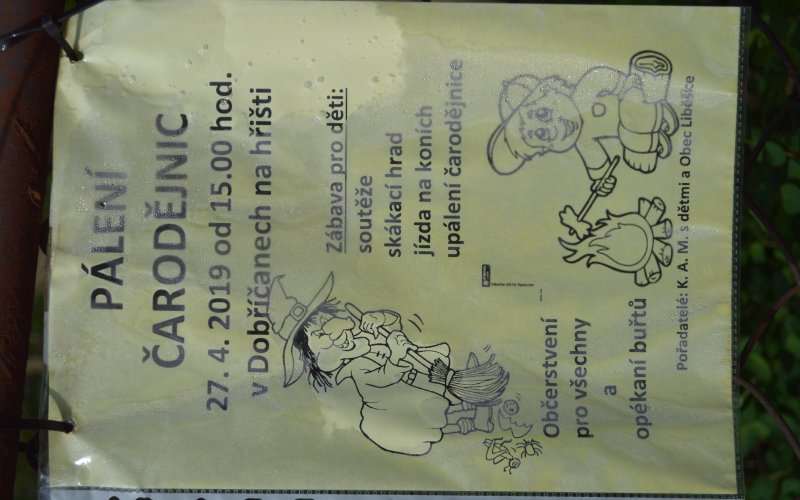 PÁLENÍ
ČARODĚJNIC
27. 4. 2019 od 15.00 hod.
v Dobříčanech na hřišti
Zábava pro děti:
soutěže
skákací hrad
jízda na koních
upálení čarodějnice
Občerstvení
pro všechny
a
opékaní buřtů
Pořadatelé: K. A. M. s dětmi a Obec Liběšice